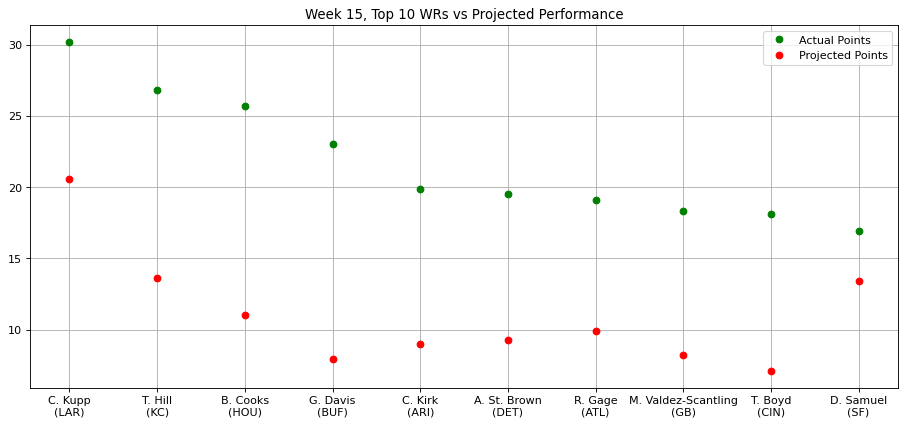 Week 15, Top 10 WRs vs Projected Performance
Actual Points
Projected Points
30
25
20
15
10
C. Kupp
(LAR)
T. Hill
(KC)
B. Cooks
(HOU)
G. Davis
(BUF)
C. Kirk
(ARI)
A. St. Brown
(DET)
R. Gage
(ATL)
M. Valdez-Scantling
(GB)
T. Boyd
(CIN)
D. Samuel
(SF)